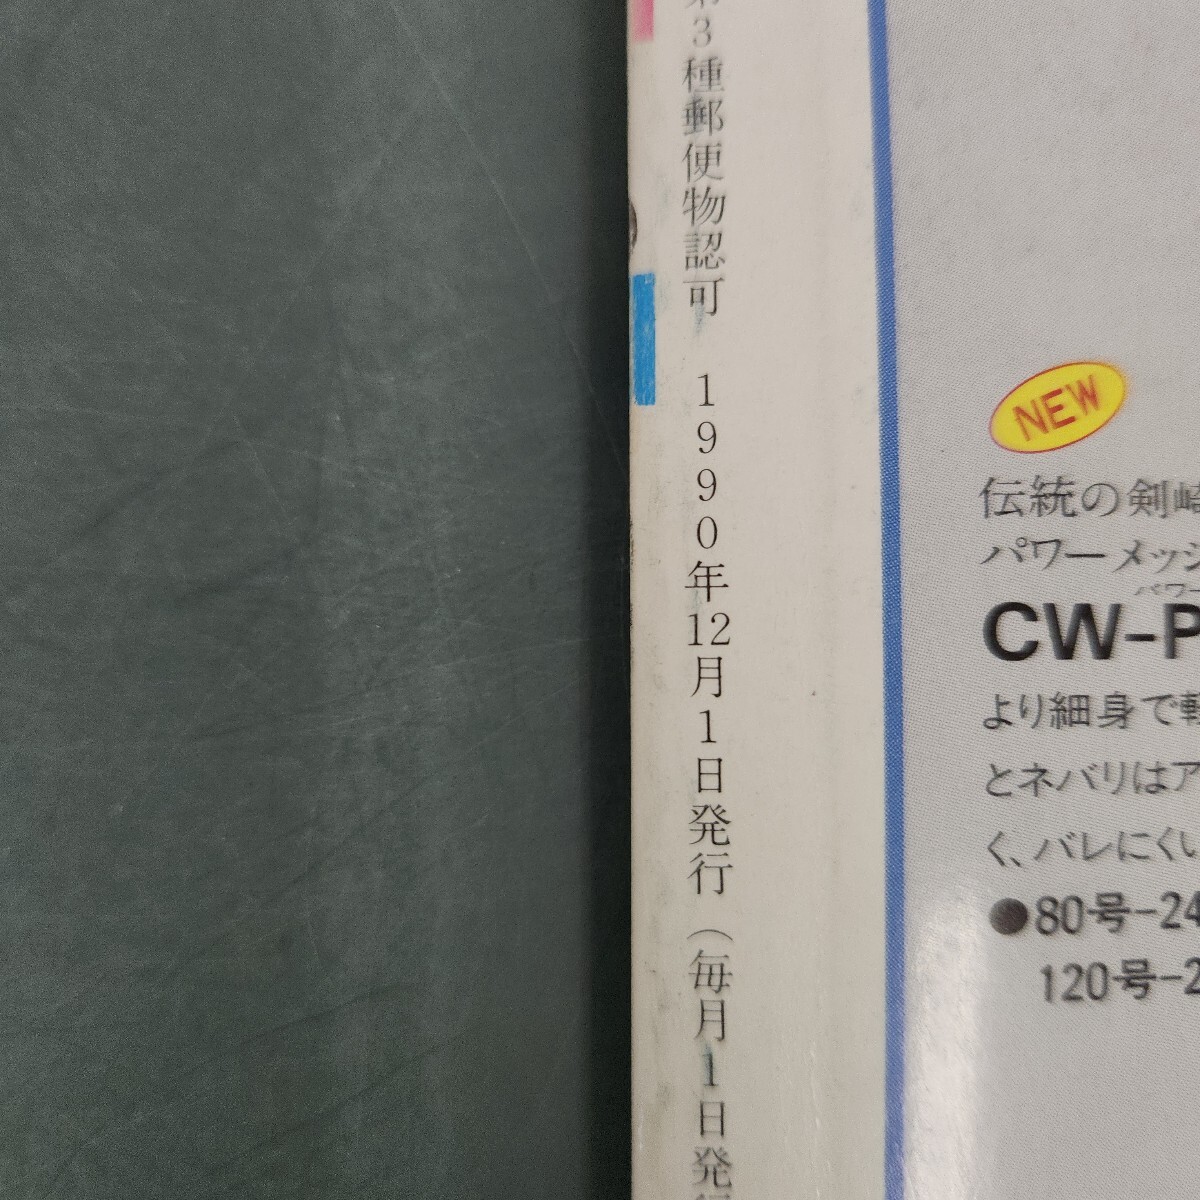 第3種郵便物認可 1990年12月1日発行(毎月1日発行
NEW
伝統の剣崎
パワーメッシ
パワー
CW-P
より細身で軽
とネバリはア
く、バレにくい
●80号-24
120号-2